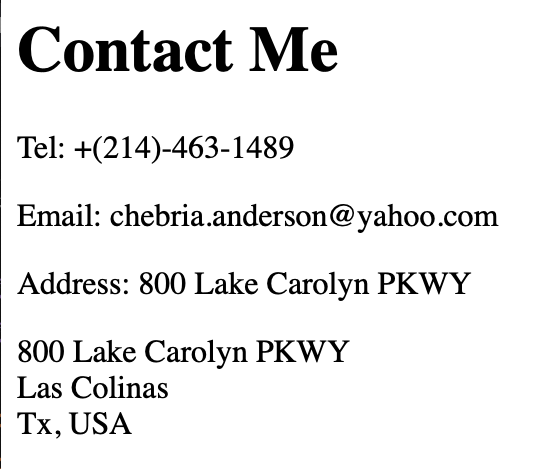 Contact Me
Tel: +(214)-463-1489
Email: chebria.anderson@yahoo.com
Address: 800 Lake Carolyn PKWY
800 Lake Carolyn PKWY
Las Colinas
Tx, USA